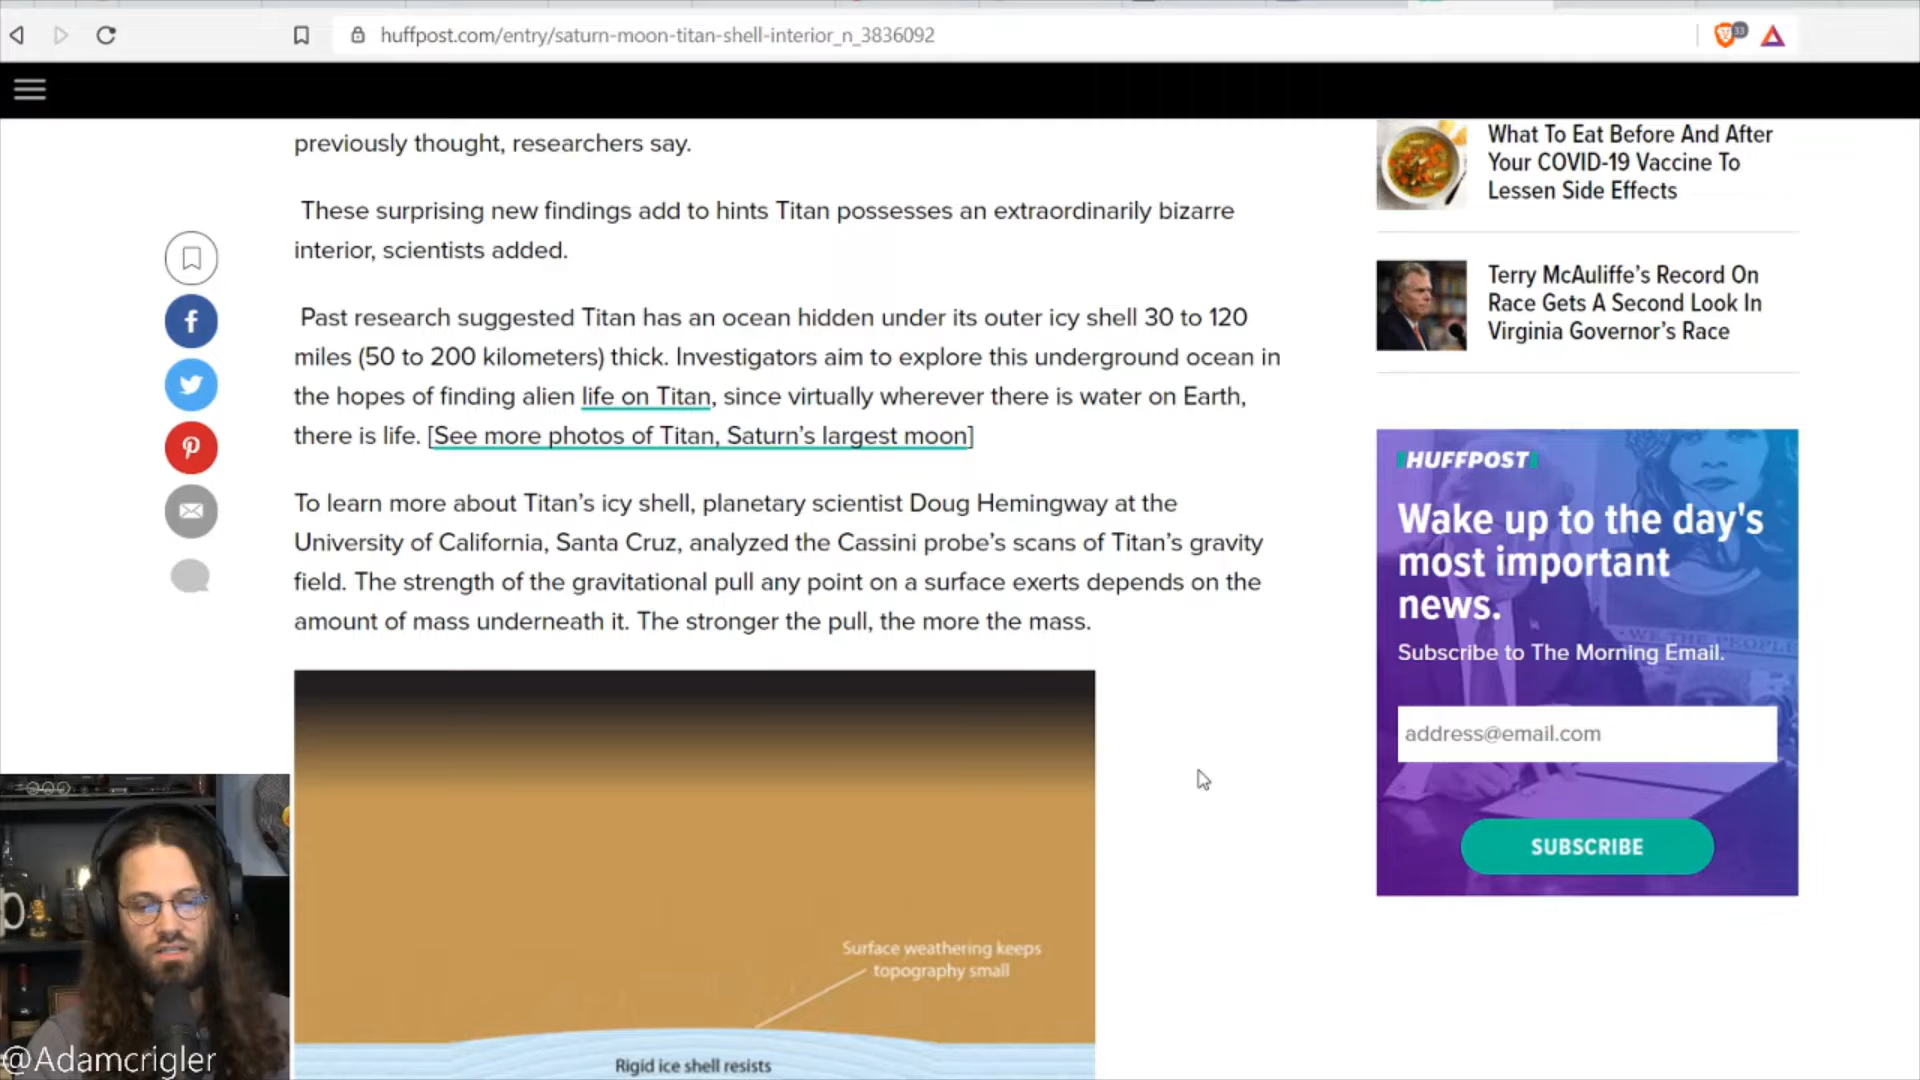 huffpost.com/entry/saturn-moon-titan-shell-interior_n_3836092
33
previously thought, researchers say.
These surprising new findings add to hints Titan possesses an extraordinarily bizarre
interior, scientists added.
Past research suggested Titan has an ocean hidden under its outer icy shell 30 to 120
miles (50 to 200 kilometers) thick. Investigators aim to explore this underground ocean in
the hopes of finding alien life on Titan, since virtually wherever there is water on Earth,
there is life. [See more photos of Titan, Saturn's largest moon]
To learn more about Titan's icy shell, planetary scientist Doug Hemingway at the
University of California, Santa Cruz, analyzed the Cassini probe's scans of Titan's gravity
field. The strength of the gravitational pull any point on a surface exerts depends on the
amount of mass underneath it. The stronger the pull, the more the mass.
Surface weathering keeps
topography small
Rigid ice shell resists
What To Eat Before And After
Your COVID-19 Vaccine To
Lessen Side Effects
Terry McAuliffe's Record On
Race Gets A Second Look In
Virginia Governor's Race
HUFFPOST
Wake up to the day's
most important
news.
WE THE PEOPLE
Subscribe to The Morning Email.
address@email.com
SUBSCRIBE
@Adamcrigler